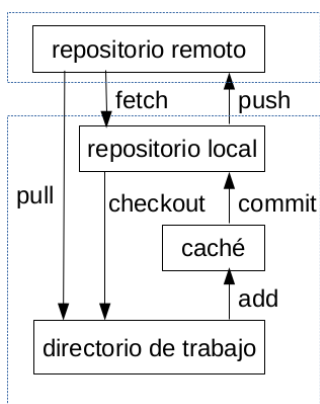 repositorio remoto
fetch
push
repositorio local
pull
checkout
commit
caché
add
directorio de trabajo